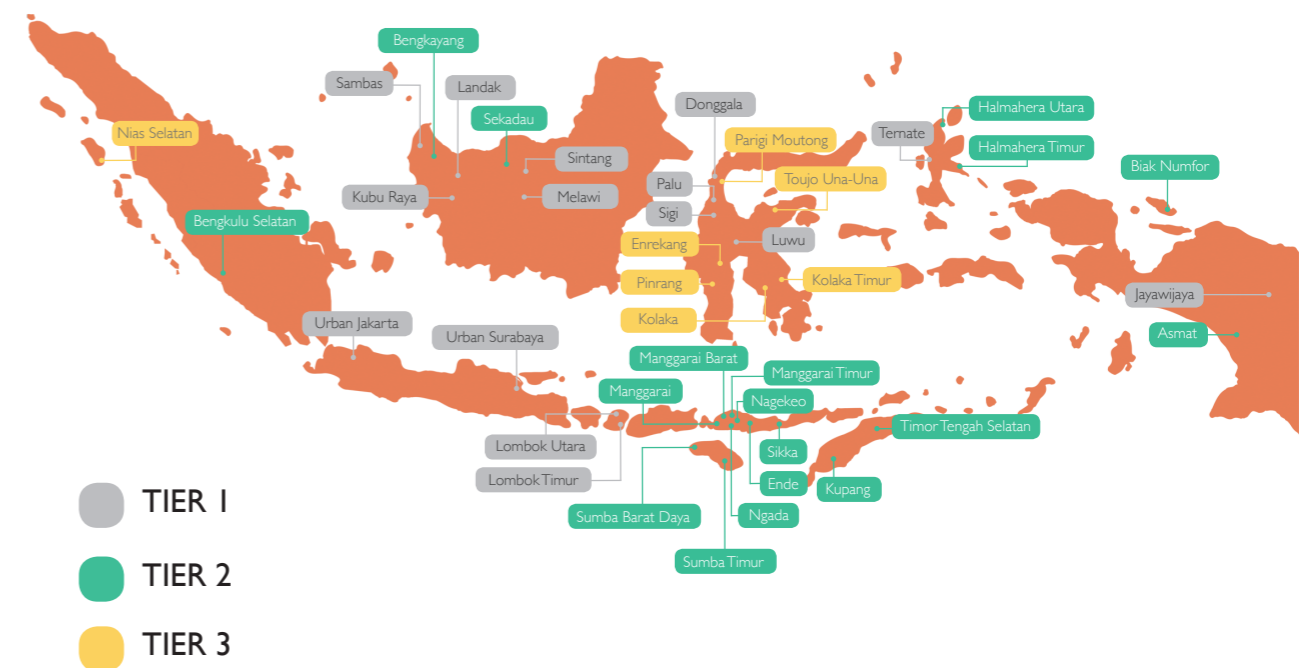 Bengkayang
Sambas
Landak
Sekadau
Donggala
Halmahera Utara
Nias Selatan
Parigi Moutong
Ternate
Halmahera Timur
Sintang
Biak Numfor
Palu
Toujo Una-Una
Kubu Raya
Melawi
Sigi
Bengkulu Selatan
Enrekang
Luwu
Pinrang
Kolaka Timur
Jayawijaya
Kolaka
Urban Jakarta
Urban Surabaya
Asmat
Manggarai Barat
Manggarai Timur
Manggarai
Nagekeo
Timor Tengah Selatan
Lombok Utara
Sikka
Lombok Timur
Ende
Kupang
Sumba Barat Daya
Ngada
Sumba Timur
TIER 1
TIER 2
TIER 3